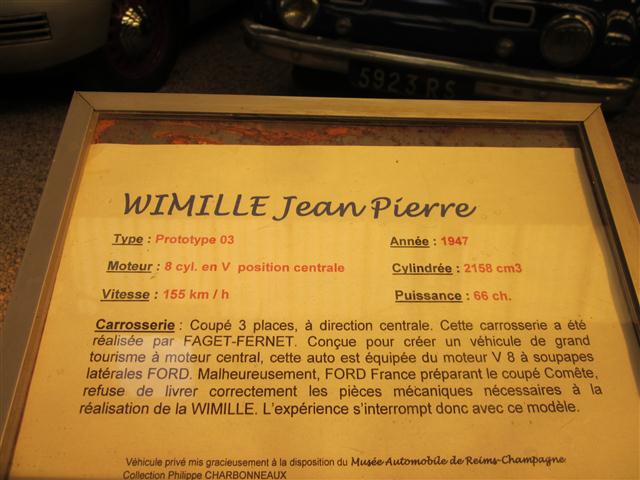 5923 RS
WIMILLE Jean Pierre
Type : Prototype 03
Année : 1947
Moteur : 8 cyl. en V position centrale
Cylindrée : 2158 cm3
Vitesse : 155 km / h
Puissance : 66 ch.
Carrosserie : Coupé 3 places, à direction centrale. Cette carrosserie a été
réalisée par FAGET-FERNET. Conçue pour créer un véhicule de grand
tourisme à moteur central, cette auto est équipée du moteur V 8 à soupapes
latérales FORD. Malheureusement, FORD France préparant le coupé Comête,
refuse de livrer correctement les pièces mécaniques nécessaires à la
réalisation de la WIMILLE. L'expérience s'interrompt donc avec ce modèle.
Véhicule privé mis gracieusement à la disposition du Musée Automobile de Reims-Champagne
Collection Philippe CHARBONNEAUX